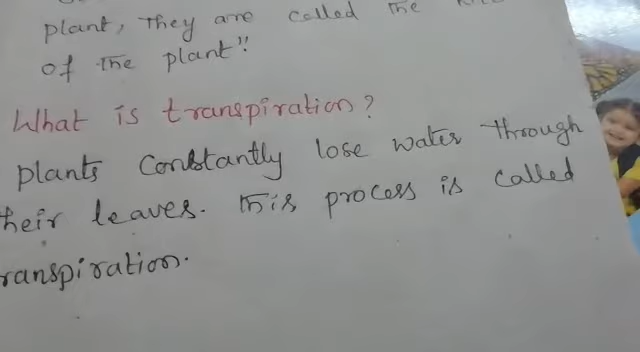 plant, They are called the
of the plant".
What is transpiration?
plants constantly lose water through
their leaves. This process is called
ranspiration.